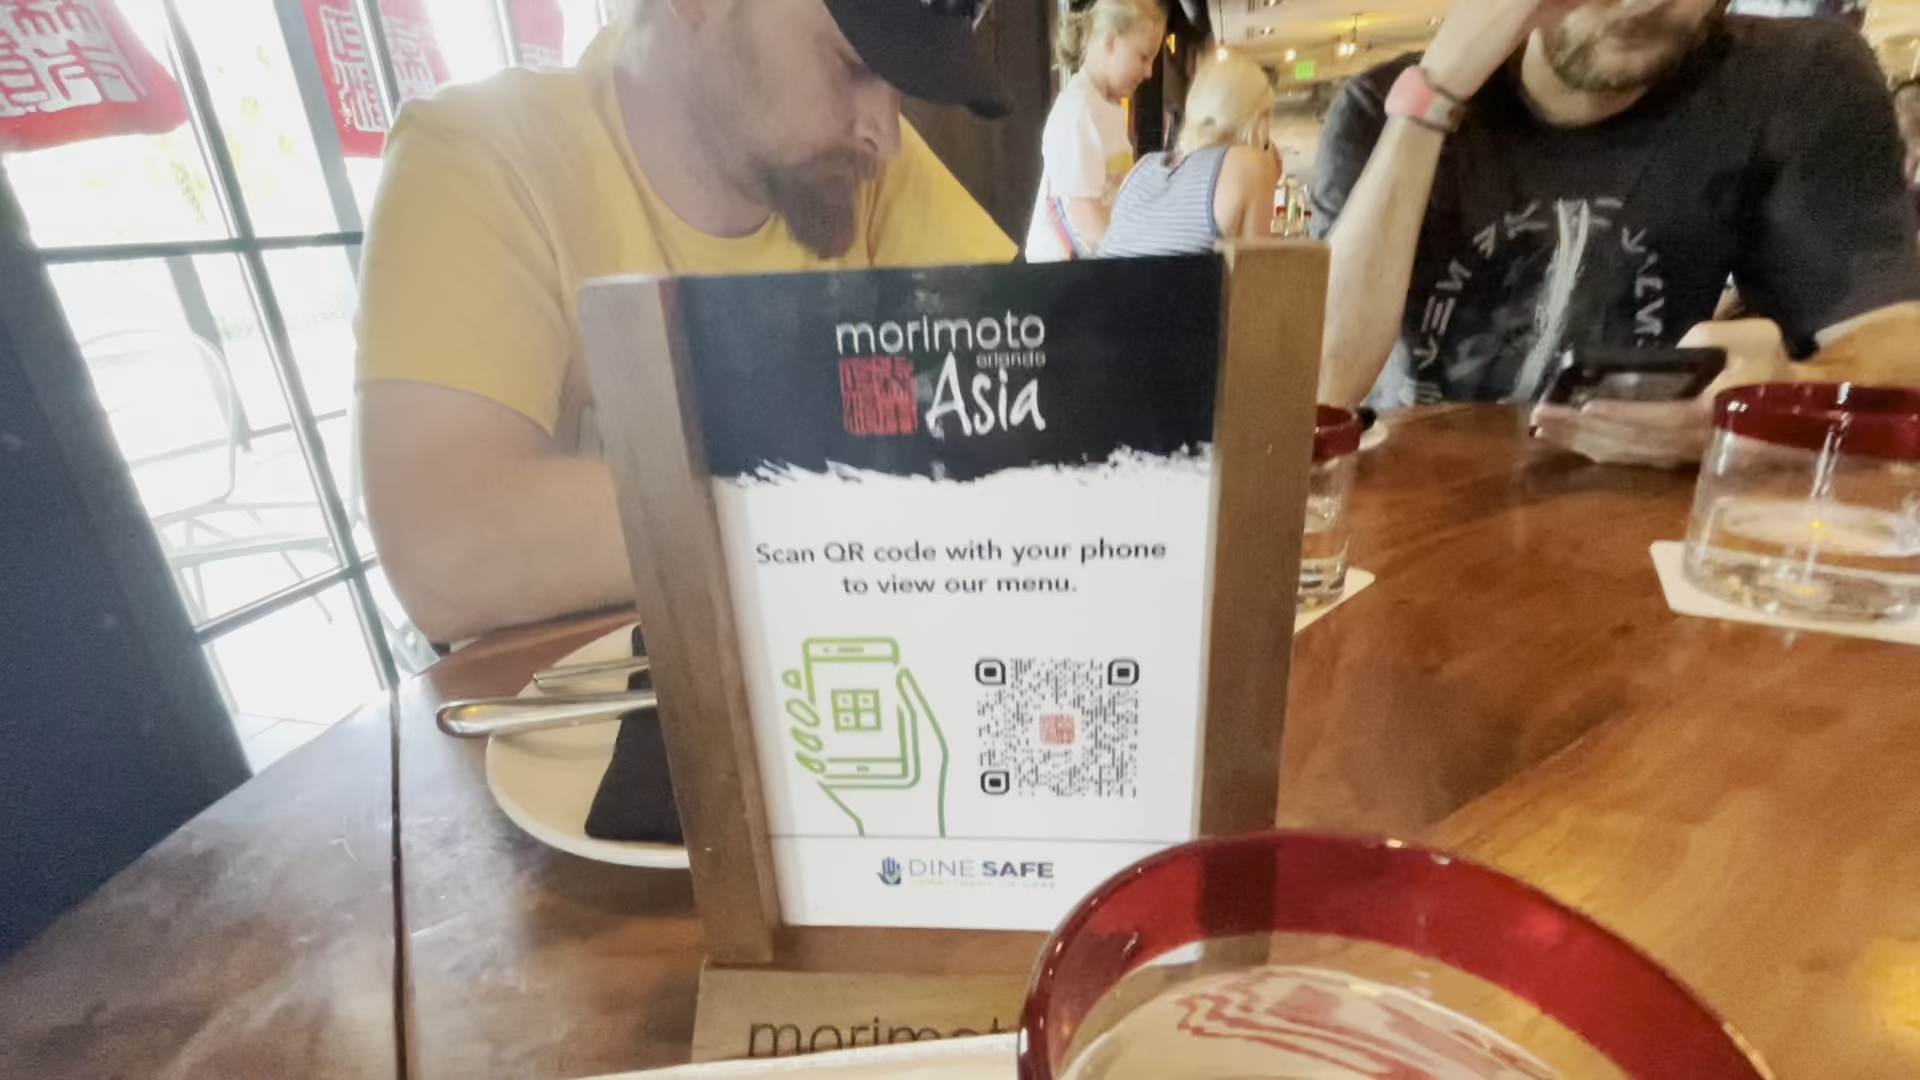 morimoto
orlando
Asia
Scan QR code with your phone
to view our menu.
DINE SAFE
morimoto